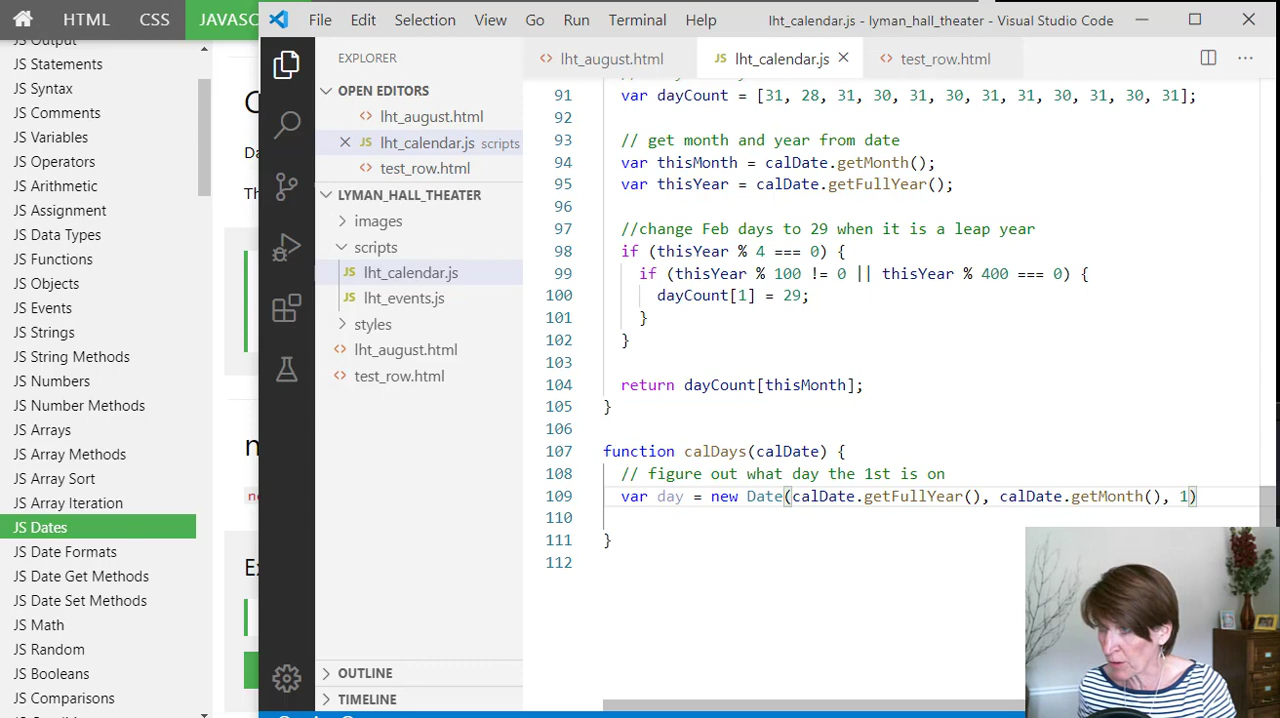 HTML
CSS
JAVASC
JS Output
JS Statements
JS Syntax
JS Comments
JS Variables
JS Operators
JS Arithmetic
JS Assignment
JS Data Types
JS Functions
JS Objects
JS Events
JS Strings
JS String Methods
JS Numbers
JS Number Methods
JS Arrays
JS Array Methods
JS Array Sort
JS Array Iteration
JS Dates
JS Date Formats
JS Date Get Methods
JS Date Set Methods
JS Math
JS Random
JS Booleans
JS Comparisons
File Edit Selection View Go Run Terminal Help
lht_calendar.js - lyman_hall_theater - Visual Studio Code
EXPLORER
OPEN EDITORS
<> lht_august.html
JS lht_calendar.js scripts
<> test_row.html
LYMAN_HALL_THEATER
images
scripts
JS lht_calendar.js
JS lht_events.js
styles
<> lht_august.html
<> test_row.html
OUTLINE
TIMELINE
<> lht_august.html
JS lht_calendar.js
<> test_row.html
91 var dayCount = [31, 28, 31, 30, 31, 30, 31, 31, 30, 31, 30, 31];
92
93 // get month and year from date
94 var thisMonth = calDate.getMonth();
95 var thisYear = calDate.getFullYear();
96
97 //change Feb days to 29 when it is a leap year
98 if (thisYear % 4 === 0) {
99 if (thisYear % 100 != 0 || thisYear % 400 === 0) {
100 dayCount[1] = 29;
101 }
102 }
103
104 return dayCount[thisMonth];
105 }
106
107 function calDays(calDate) {
108 // figure out what day the 1st is on
109 var day = new Date(calDate.getFullYear(), calDate.getMonth(), 1)
110
111 }
112